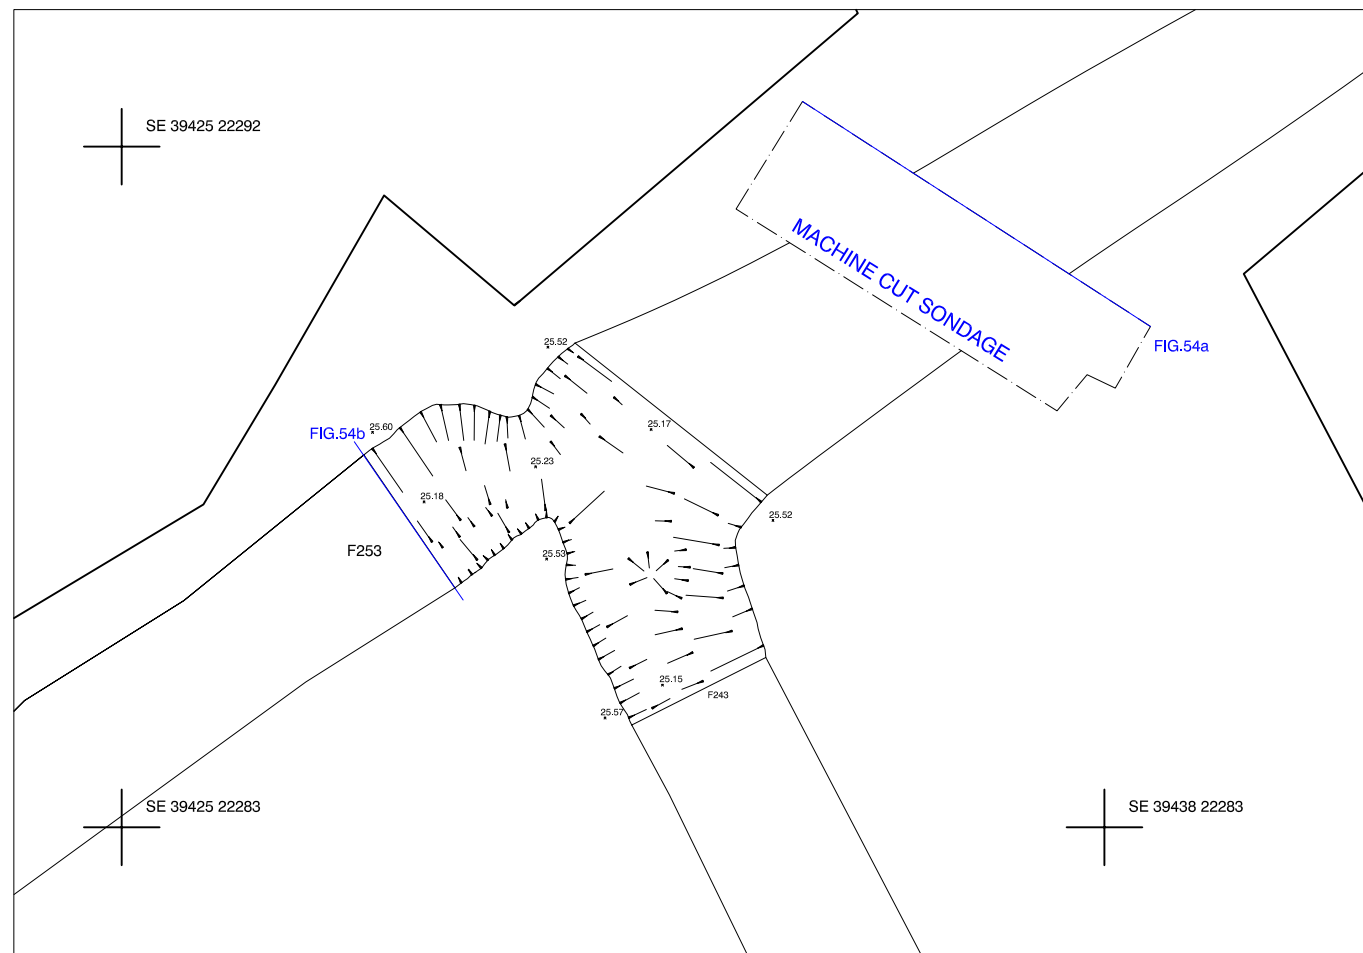 SE 39425 22292
MACHINE CUT SONDAGE
FIG.54a
25.52
25.17
25.60
FIG.54b
25.23
25.18
25.52
F253
25.53
25.15
F243
25.57
SE 39425 22283
SE 39438 22283